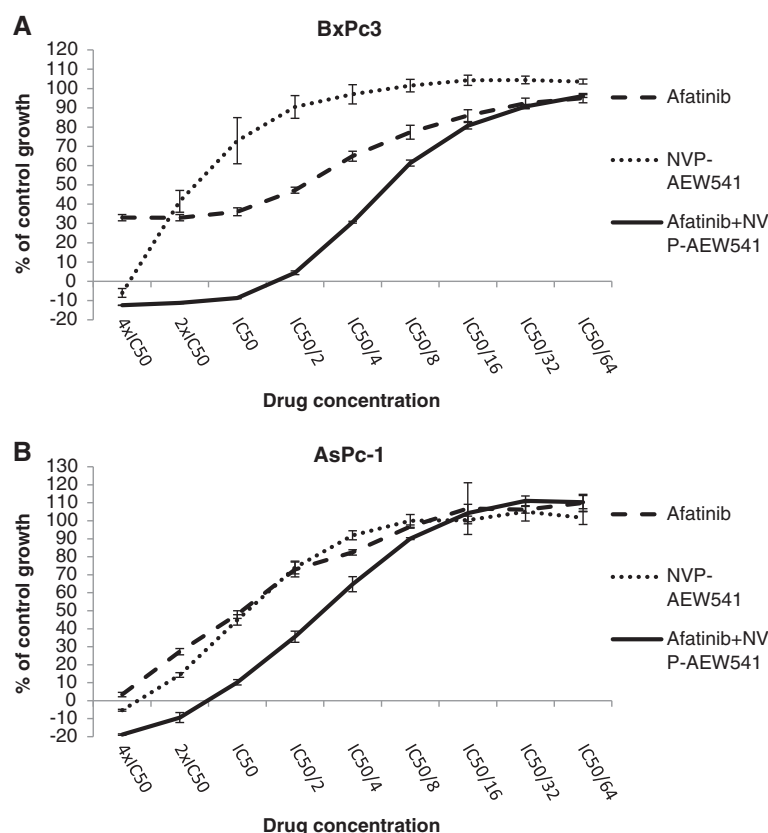 A
BxPc3
% of control growth
120
110
100
90
80
70
60
50
40
30
20
10
0
-10
-20
4xIC50
2xIC50
IC50
IC50/2
IC50/4
IC50/8
IC50/16
IC50/32
IC50/64
Drug concentration
Afatinib
NVP-
AEW541
Afatinib+NV
P-AEW541
B
AsPc-1
% of control growth
130
120
110
100
90
80
70
60
50
40
30
20
10
0
-10
-20
4xIC50
2xIC50
IC50
IC50/2
IC50/4
IC50/8
IC50/16
IC50/32
IC50/64
Drug concentration
Afatinib
NVP-
AEW541
Afatinib+NV
P-AEW541